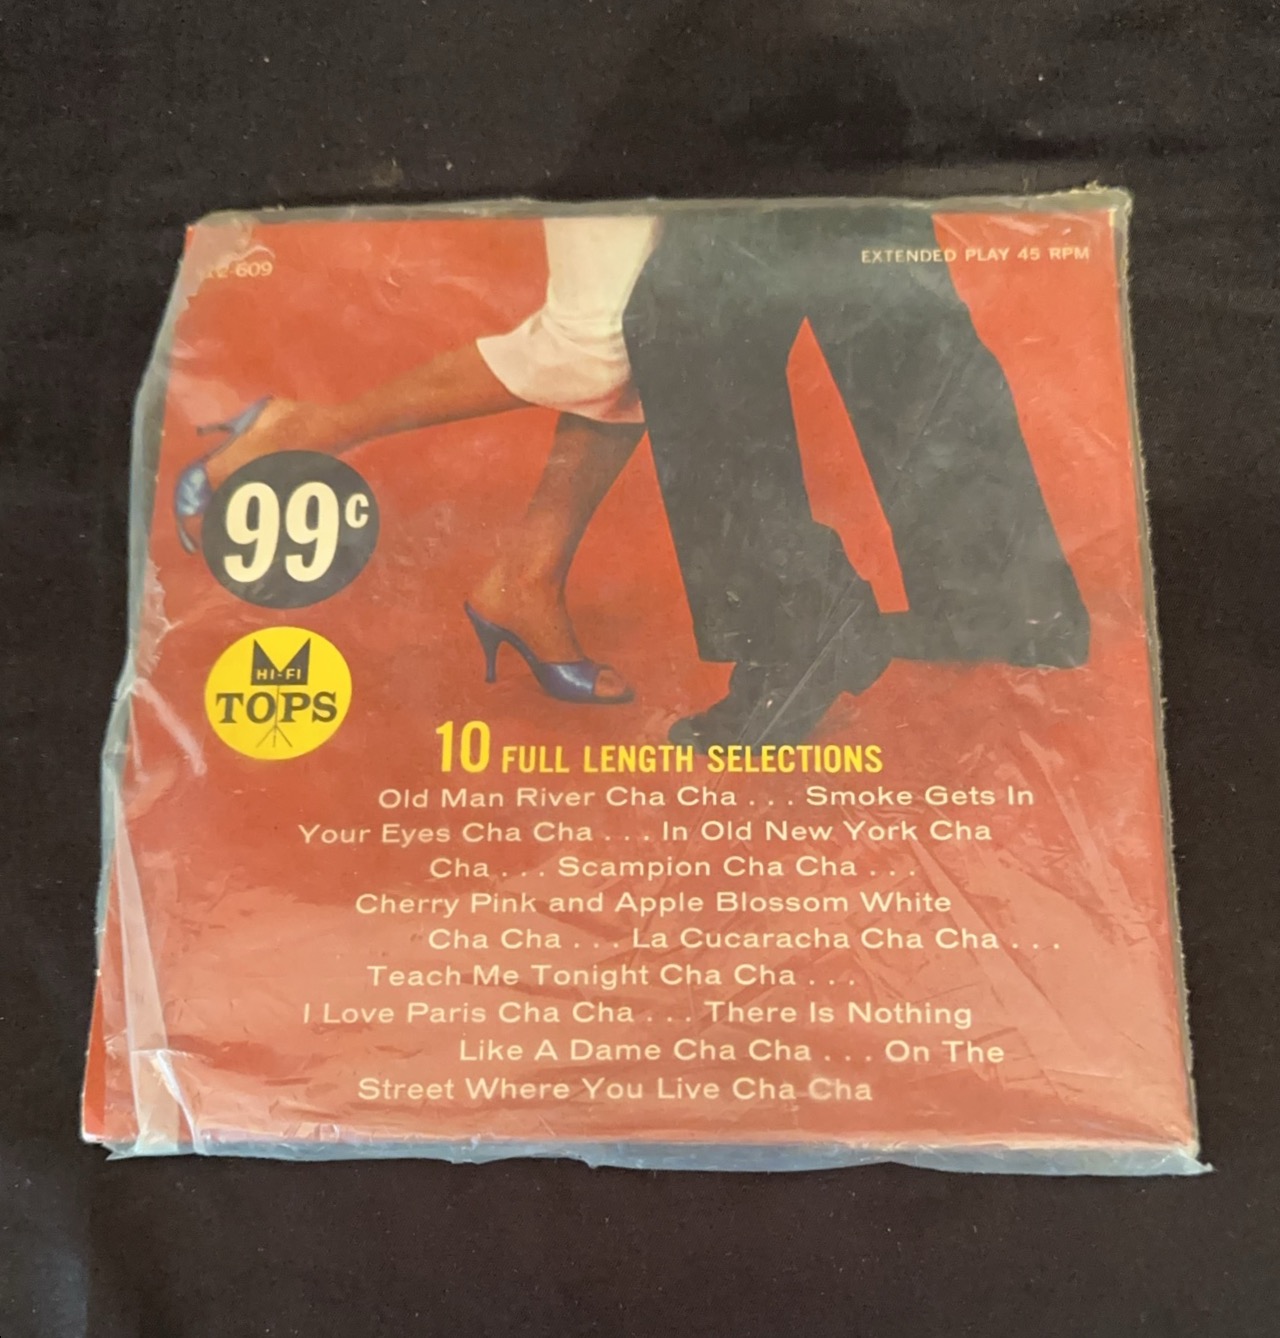 609
EXTENDED PLAY 45 RPM
99c
HI-FI
TOPS
10 FULL LENGTH SELECTIONS
Old Man River Cha Cha . . . Smoke Gets In
Your Eyes Cha Cha . . . In Old New York Cha
Cha . . . Scampion Cha Cha . . .
Cherry Pink and Apple Blossom White
Cha Cha . . . La Cucaracha Cha Cha . . .
Teach Me Tonight Cha Cha . . .
I Love Paris Cha Cha . . . There Is Nothing
Like A Dame Cha Cha . . . On The
Street Where You Live Cha Cha